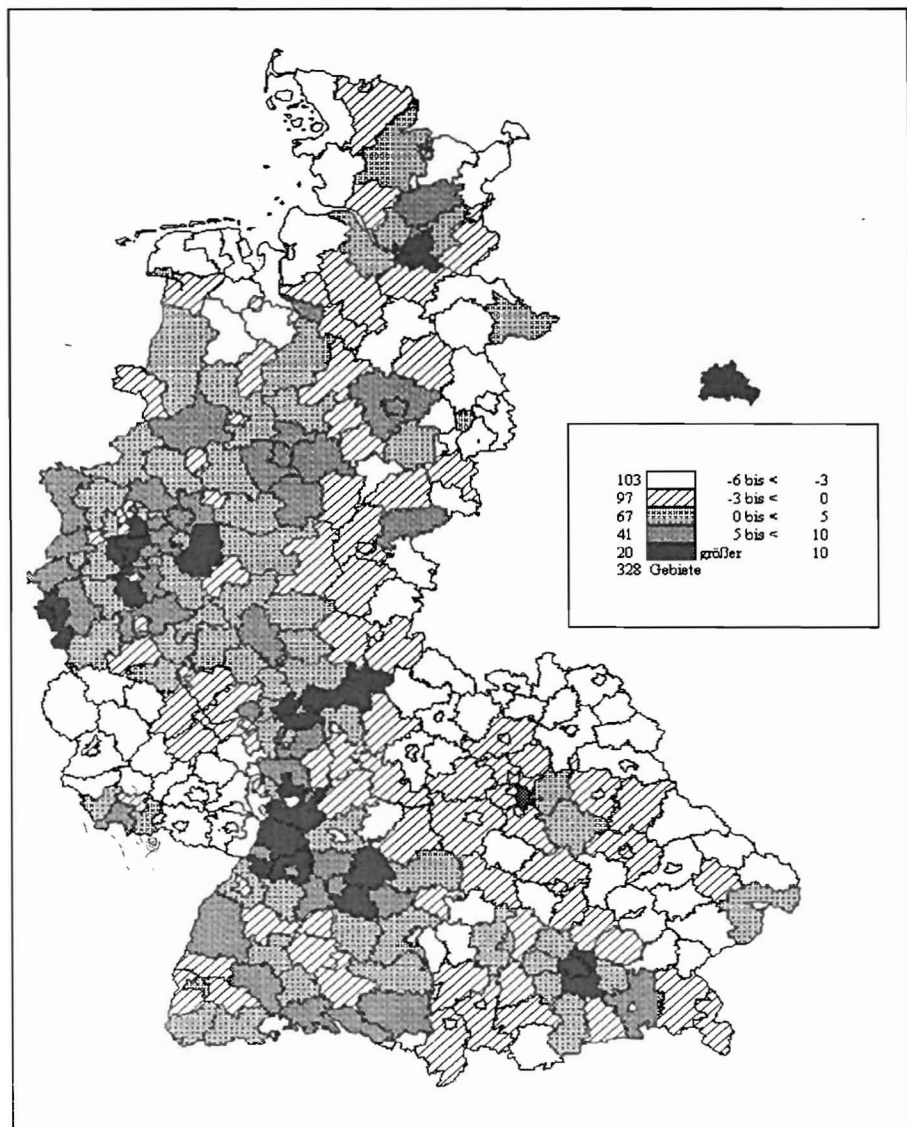 103 -6 bis < -3
97 -3 bis < 0
67 0 bis < 5
41 5 bis < 10
20 größer 10
328 Gebiste